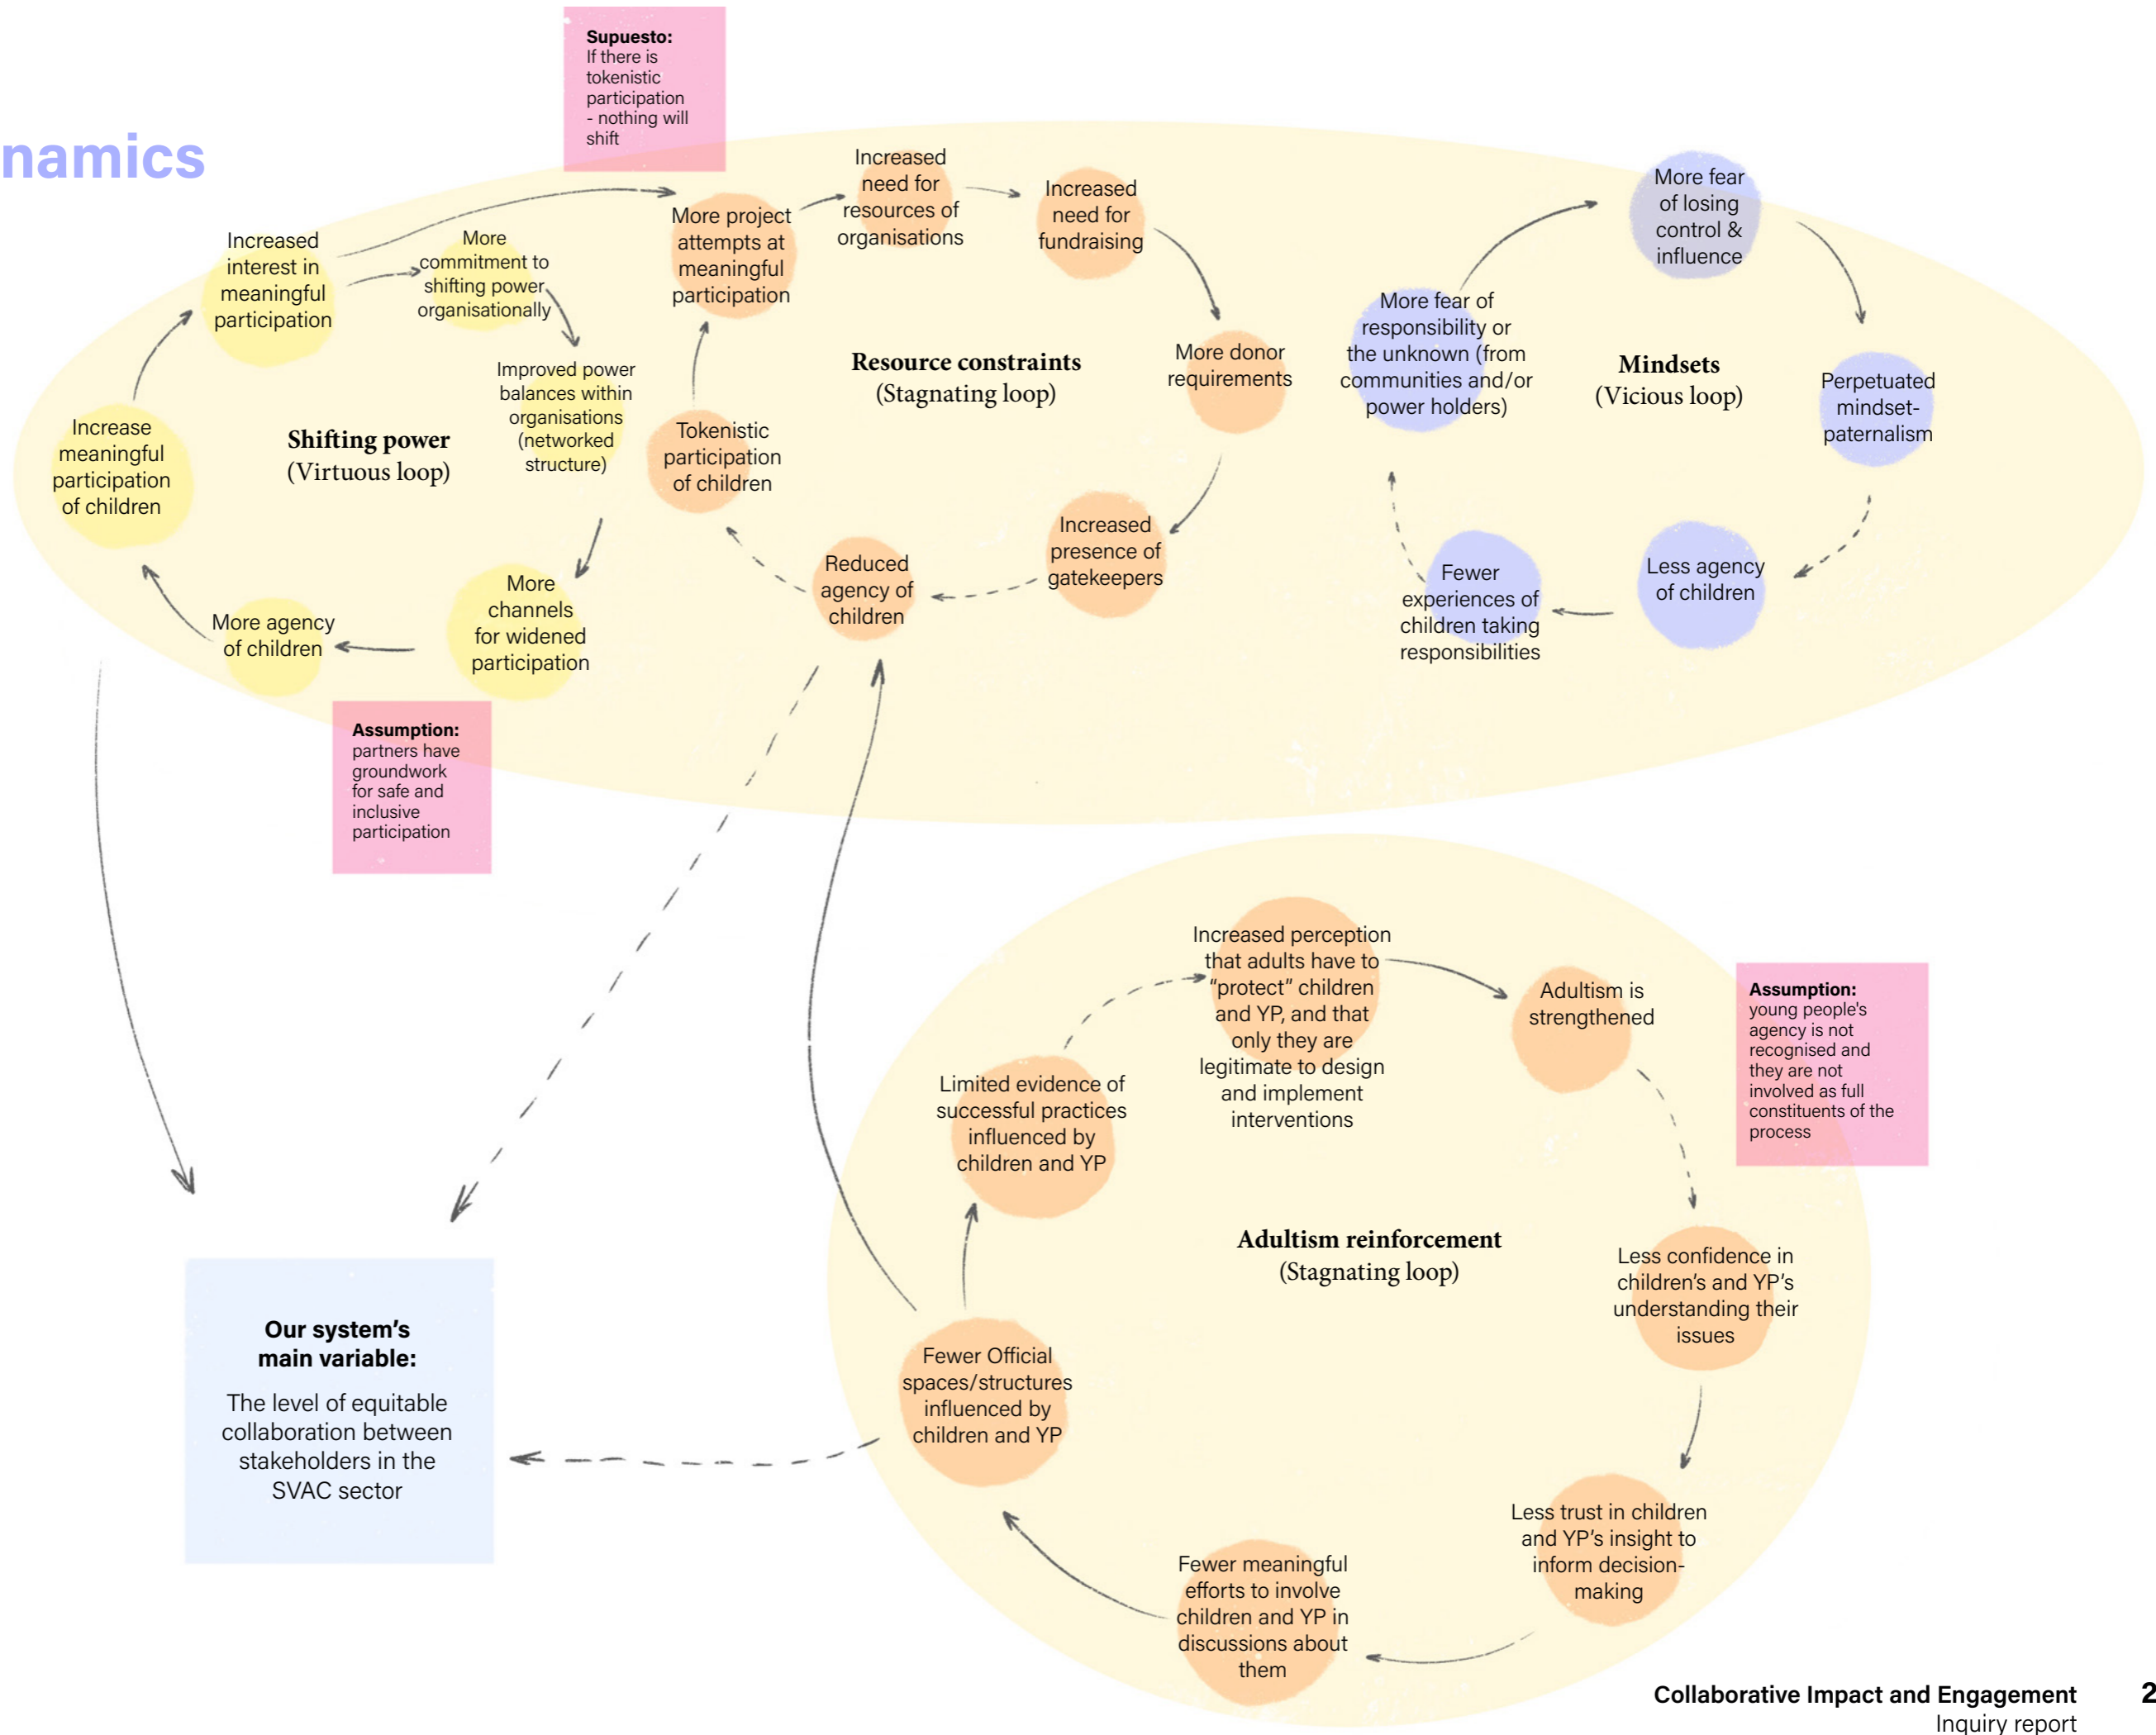 namics
Supuesto:
If there is
tokenistic
participation
- nothing will
shift
Increased
interest in
meaningful
participation
More
commitment to
shifting power
organisationally
Improved power
balances within
organisations
(networked
structure)
More
channels
for widened
participation
More agency
of children
Increase
meaningful
participation
of children
Shifting power
(Virtuous loop)
Assumption:
partners have
groundwork
for safe and
inclusive
participation
More project
attempts at
meaningful
participation
Increased
need for
resources of
organisations
Increased
need for
fundraising
More donor
requirements
Increased
presence of
gatekeepers
Reduced
agency of
children
Tokenistic
participation
of children
Resource constraints
(Stagnating loop)
More fear of
responsibility or
the unknown (from
communities and/or
power holders)
More fear
of losing
control &
influence
Perpetuated
mindset-
paternalism
Less agency
of children
Fewer
experiences of
children taking
responsibilities
Mindsets
(Vicious loop)
Increased perception
that adults have to
“protect” children
and YP, and that
only they are
legitimate to design
and implement
interventions
Adultism is
strengthened
Assumption:
young people's
agency is not
recognised and
they are not
involved as full
constituents of the
process
Less confidence in
children’s and YP’s
understanding their
issues
Less trust in children
and YP’s insight to
inform decision-
making
Fewer meaningful
efforts to involve
children and YP in
discussions about
them
Fewer Official
spaces/structures
influenced by
children and YP
Limited evidence of
successful practices
influenced by
children and YP
Adultism reinforcement
(Stagnating loop)
Our system’s
main variable:
The level of equitable
collaboration between
stakeholders in the
SVAC sector
Collaborative Impact and Engagement 2
Inquiry report